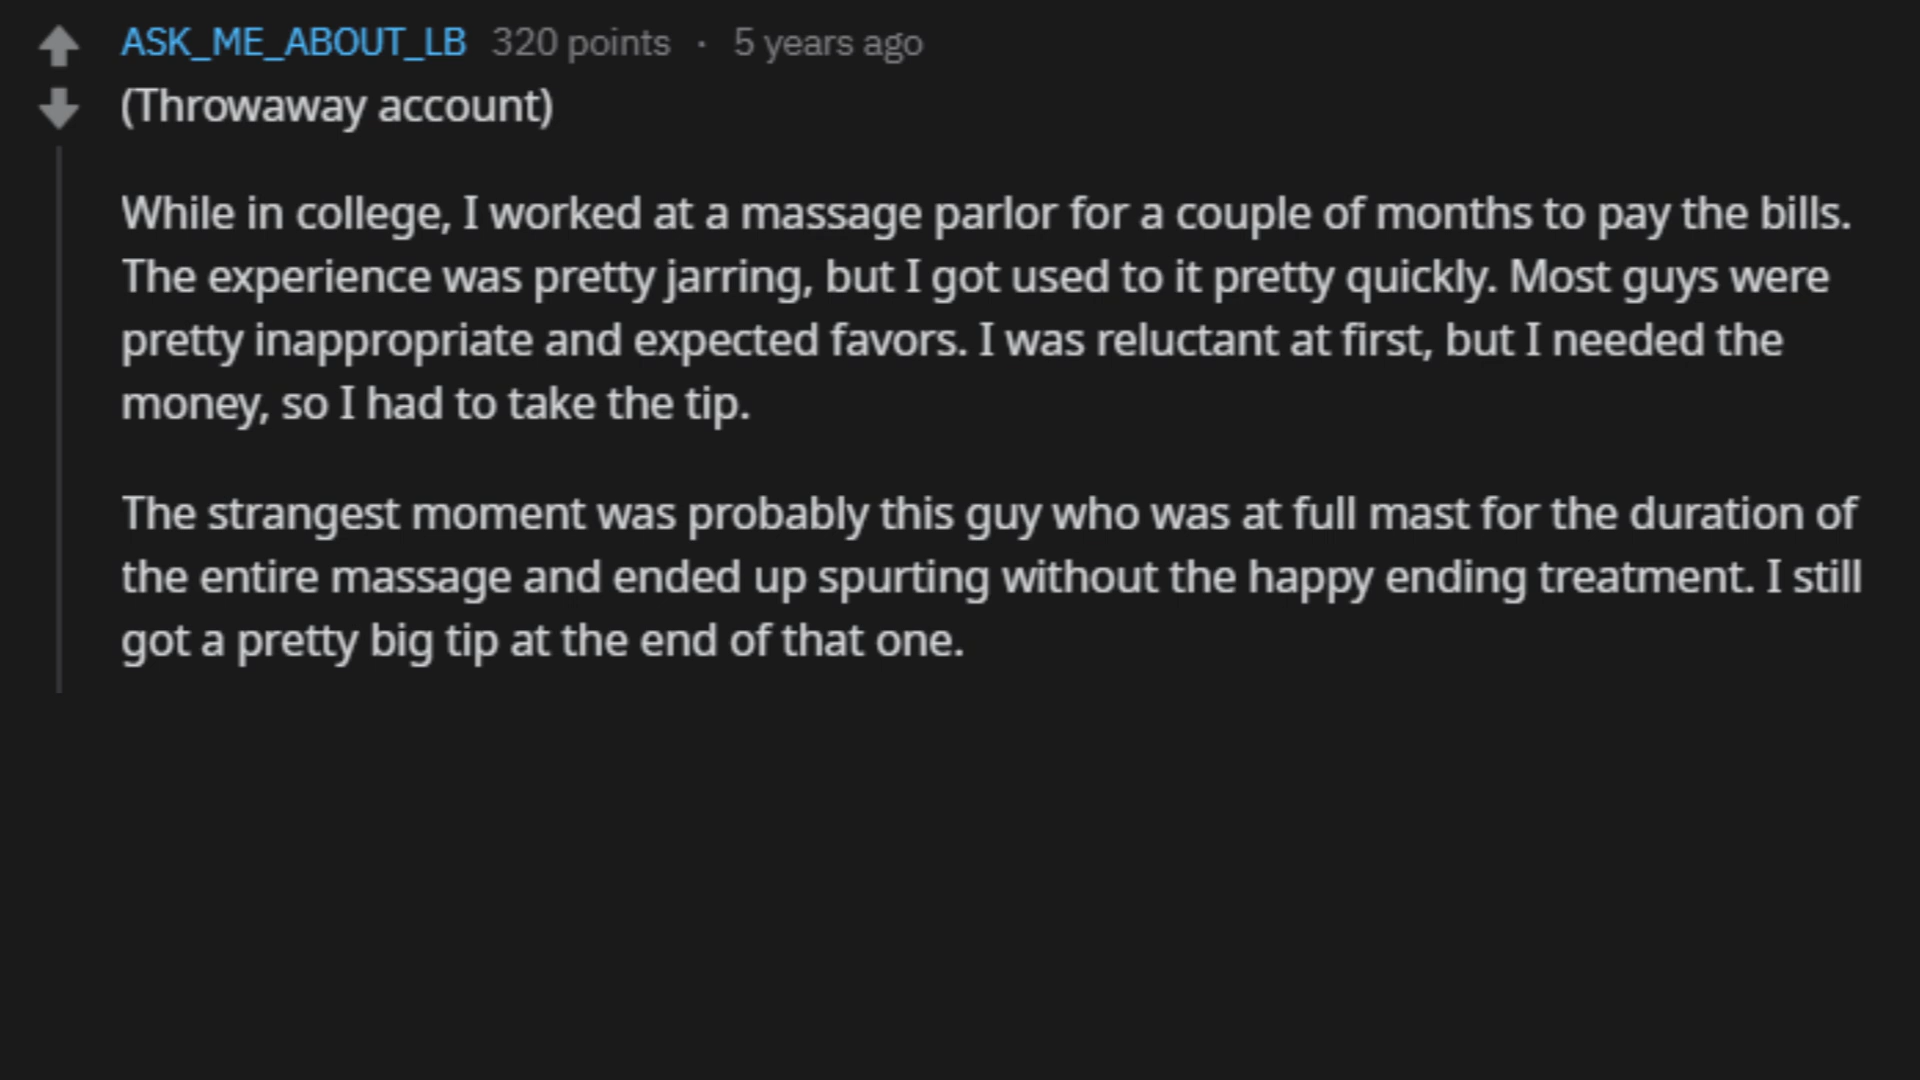 ASK_ME_ABOUT_LB 320 points · 5 years ago
(Throwaway account)
While in college, I worked at a massage parlor for a couple of months to pay the bills.
The experience was pretty jarring, but I got used to it pretty quickly. Most guys were
pretty inappropriate and expected favors. I was reluctant at first, but I needed the
money, so I had to take the tip.
The strangest moment was probably this guy who was at full mast for the duration of
the entire massage and ended up spurting without the happy ending treatment. I still
got a pretty big tip at the end of that one.